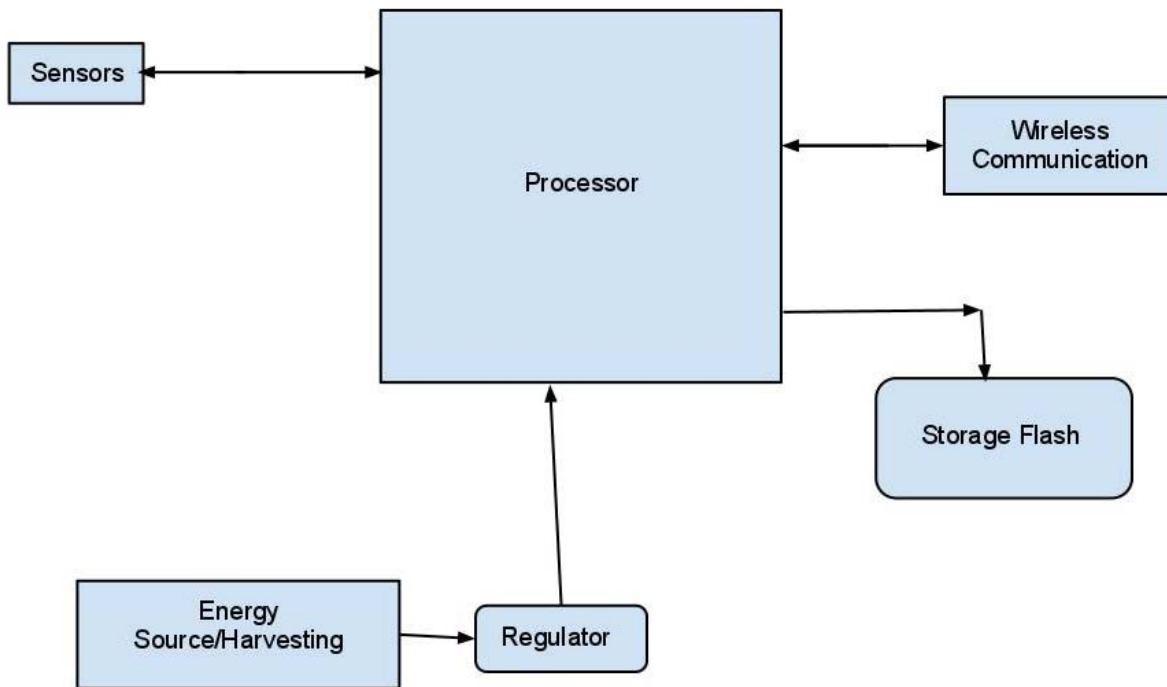 Sensors
Processor
Wireless
Communication
Storage Flash
Energy
Source/Harvesting
Regulator